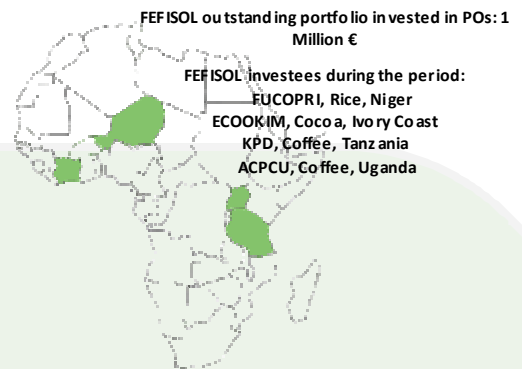 FEFISOL outstanding portfolio invested in POs: 1
Million €
FEFISOL investees during the period:
FUCOPRI, Rice, Niger
ECOOKIM, Cocoa, Ivory Coast
KPD, Coffee, Tanzania
ACPCU, Coffee, Uganda